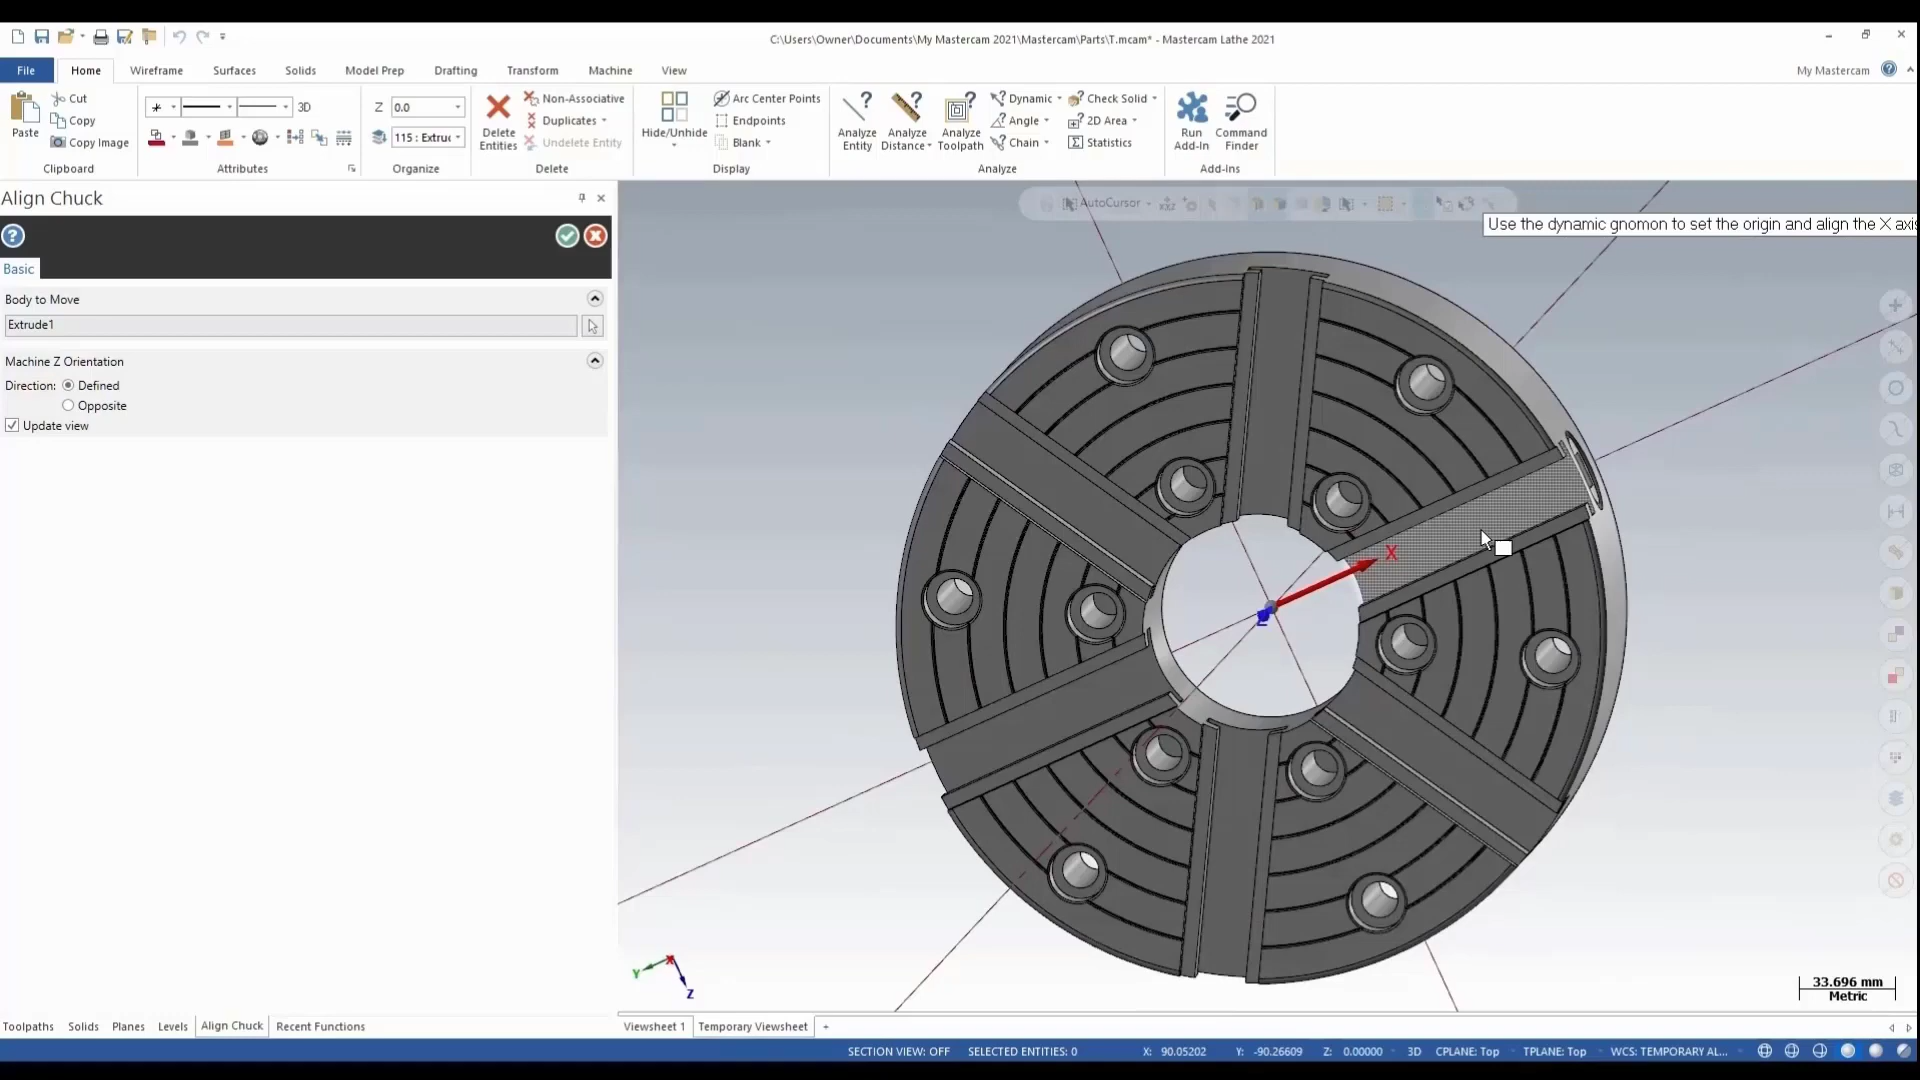 C:\Users\Owner\Documents\My Mastercam 2021\Mastercam\Parts\T.mcam* - Mastercam Lathe 2021
File Home Wireframe Surfaces Solids Model Prep Drafting Transform Machine View
My Mastercam
Paste
Cut
Copy
Copy Image
Clipboard
3D
Attributes
Z 0.0
115 : Extru
Organize
Delete Entities
Non-Associative
Duplicates
Undelete Entity
Delete
Hide/Unhide
Arc Center Points
Endpoints
Blank
Display
Analyze Entity
Analyze Distance
Analyze Toolpath
Dynamic
Angle
Chain
Check Solid
2D Area
Statistics
Analyze
Run Add-In
Command Finder
Add-Ins
Align Chuck
Basic
Body to Move
Extrude1
Machine Z Orientation
Direction: Defined
Opposite
Update view
AutoCursor
Use the dynamic gnomon to set the origin and align the X axis
X
Z
Y
X
Z
33.696 mm
Metric
Toolpaths Solids Planes Levels Align Chuck Recent Functions
Viewsheet 1 Temporary Viewsheet +
SECTION VIEW: OFF SELECTED ENTITIES: 0 X: 90.05202 Y: -90.26609 Z: 0.00000 3D CPLANE: Top TPLANE: Top WCS: TEMPORARY AL...